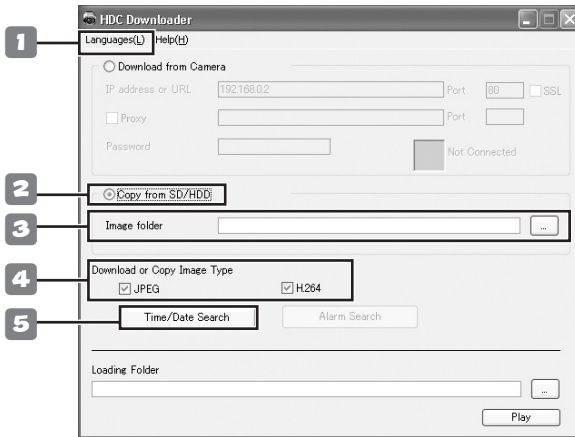 HDC Downloader
1
Languages(L) Help(H)
Download from Camera
IP address or URL 192.168.0.2 Port 80 SSL
Proxy Port
Password Not Connected
2
Copy from SD/HDD
3
Image folder ...
4
Download or Copy Image Type
JPEG H.264
5
Time/Date Search Alarm Search
Loading Folder
...
Play